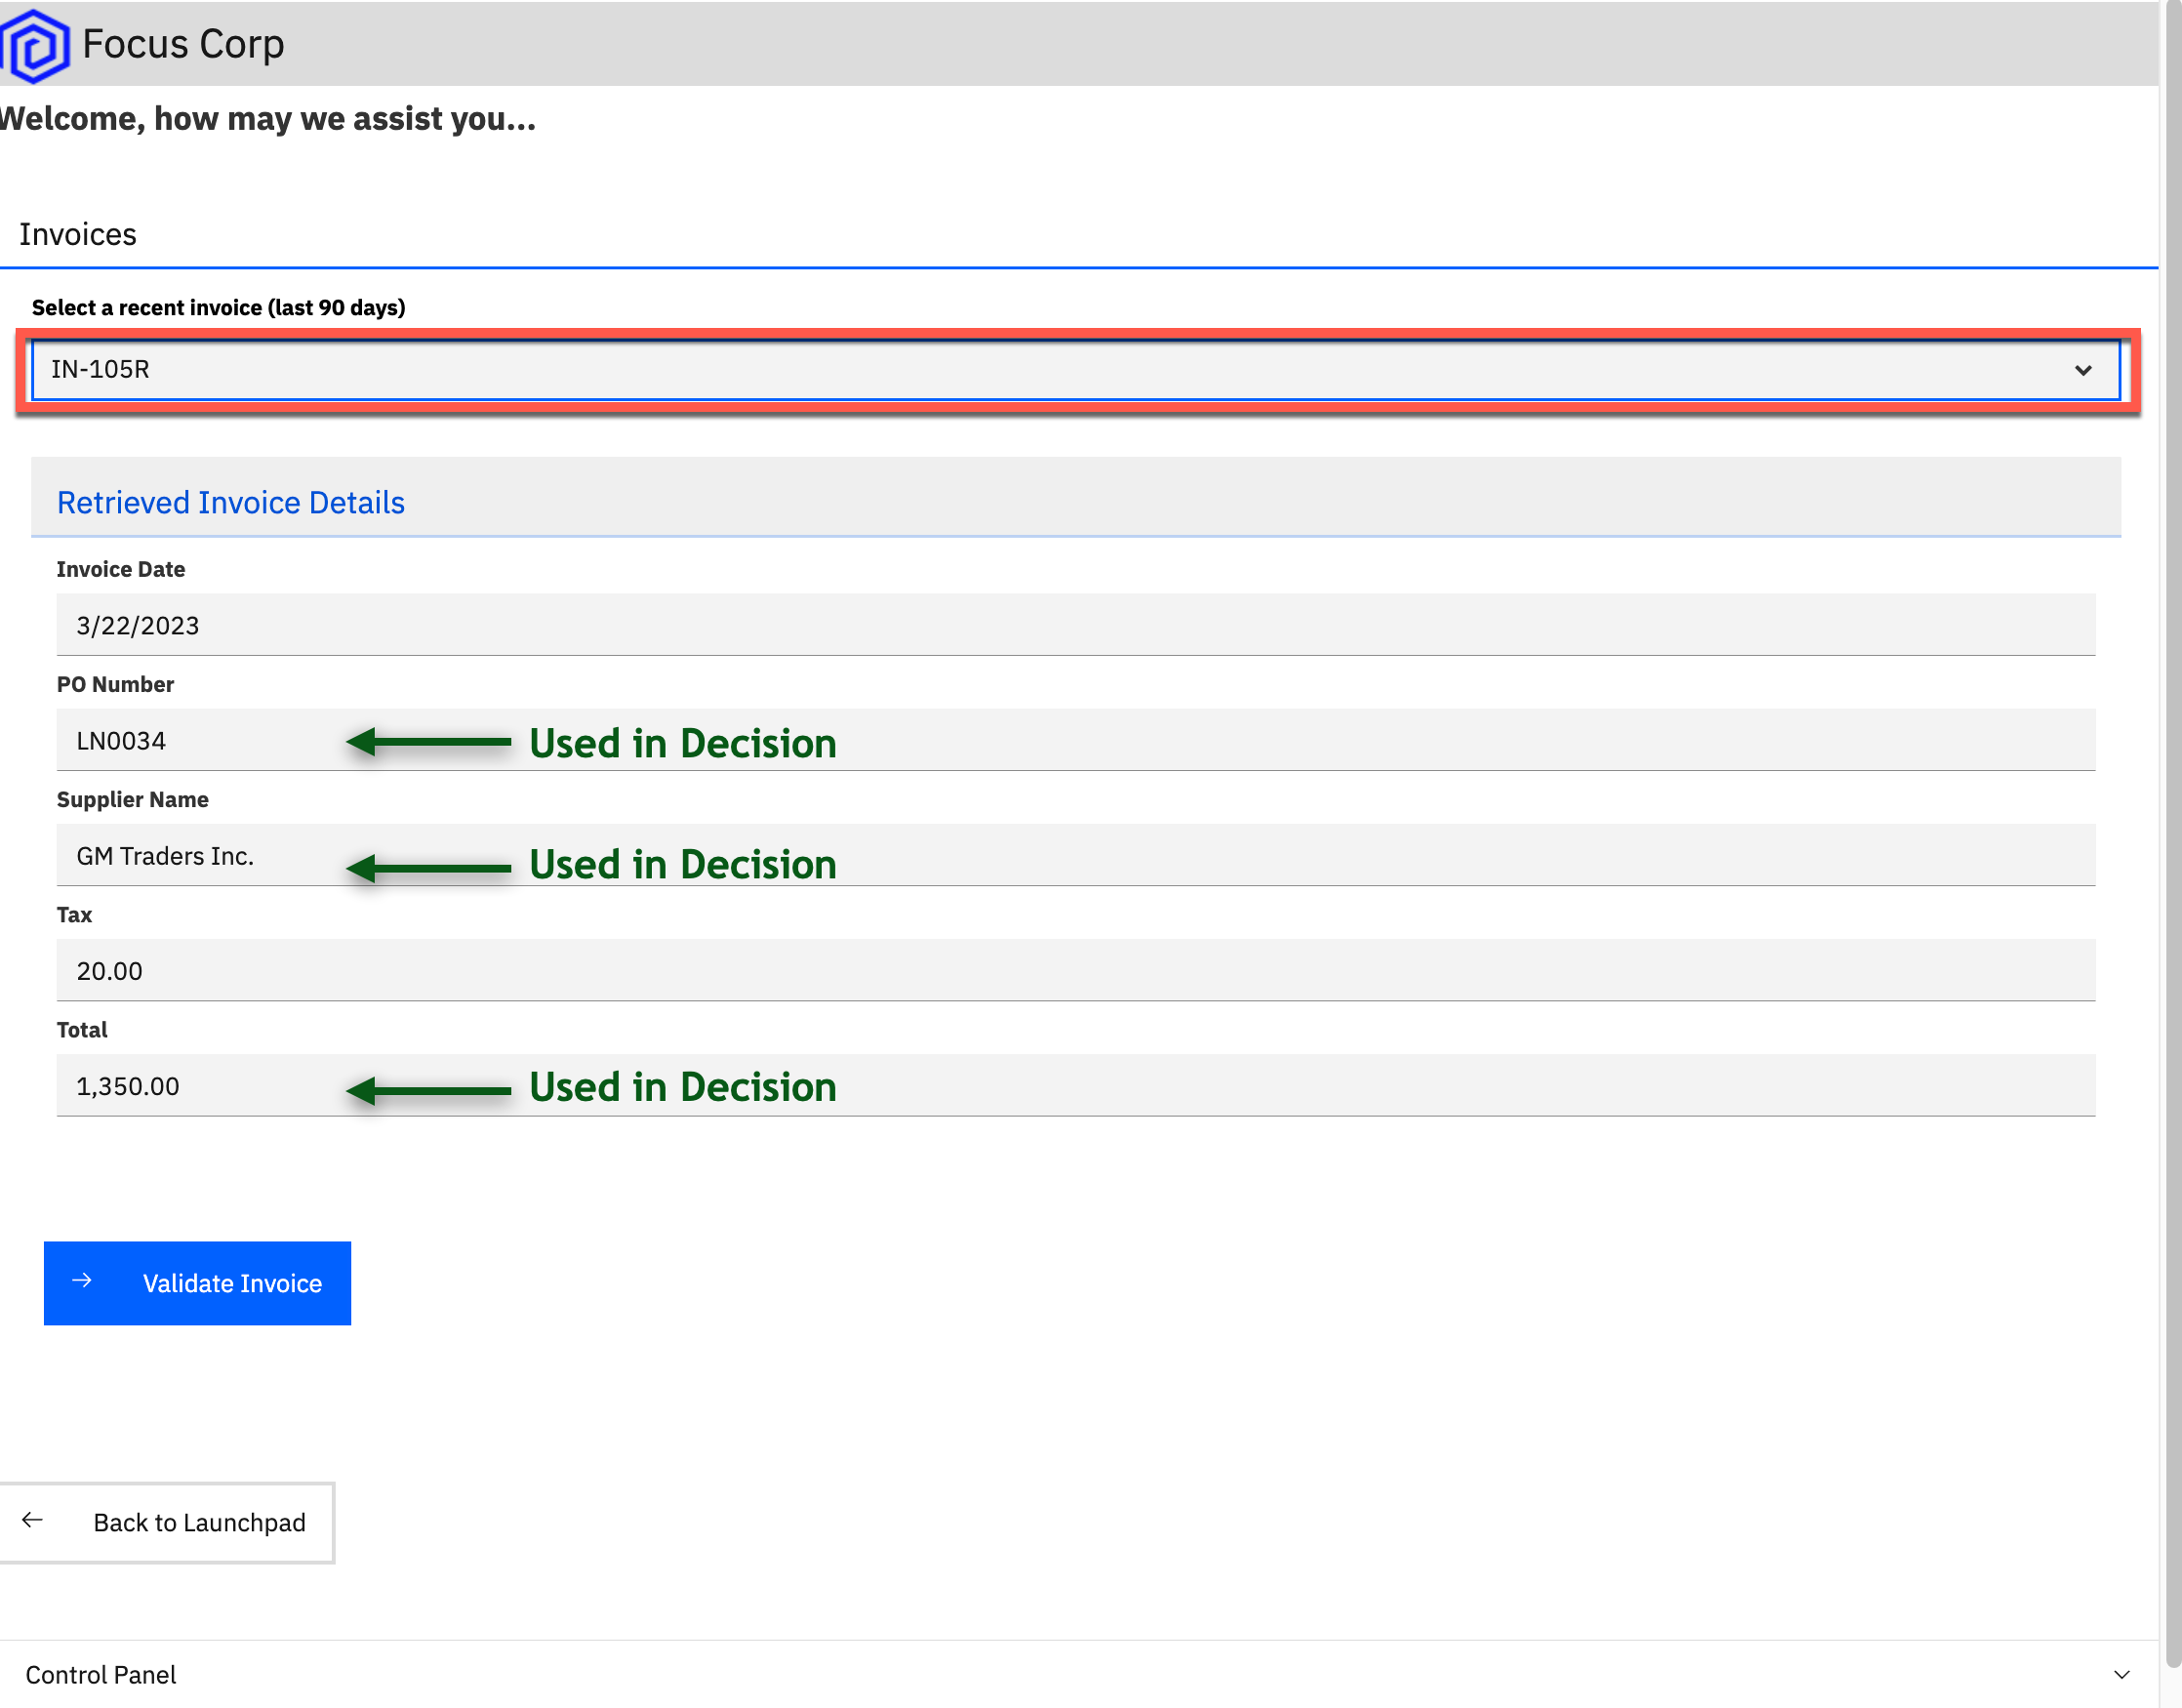 Focus Corp
Welcome, how may we assist you...
Invoices
Select a recent invoice (last 90 days)
IN-105R
Retrieved Invoice Details
Invoice Date
3/22/2023
PO Number
LN0034
Used in Decision
Supplier Name
GM Traders Inc.
Used in Decision
Tax
20.00
Total
1,350.00
Used in Decision
Validate Invoice
Back to Launchpad
Control Panel